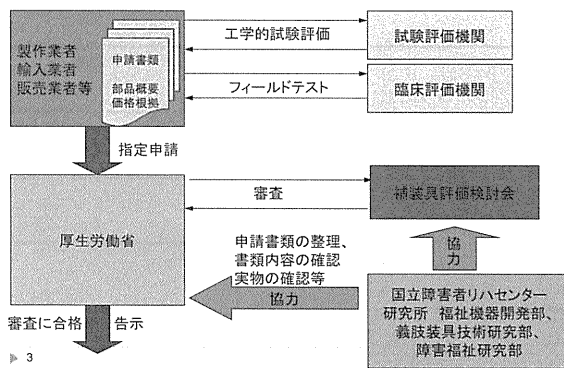 製作業者
輸入業者
販売業者等
申請書類
部品概要
価格根拠
工学的試験評価
試験評価機関
フィールドテスト
臨床評価機関
指定申請
厚生労働省
審査
補装具評価検討会
協力
申請書類の整理、
書類内容の確認
実物の確認等
協力
国立障害者リハセンター
研究所 福祉機器開発部、
義肢装具技術研究部、
障害福祉研究部
審査に合格
告示
3